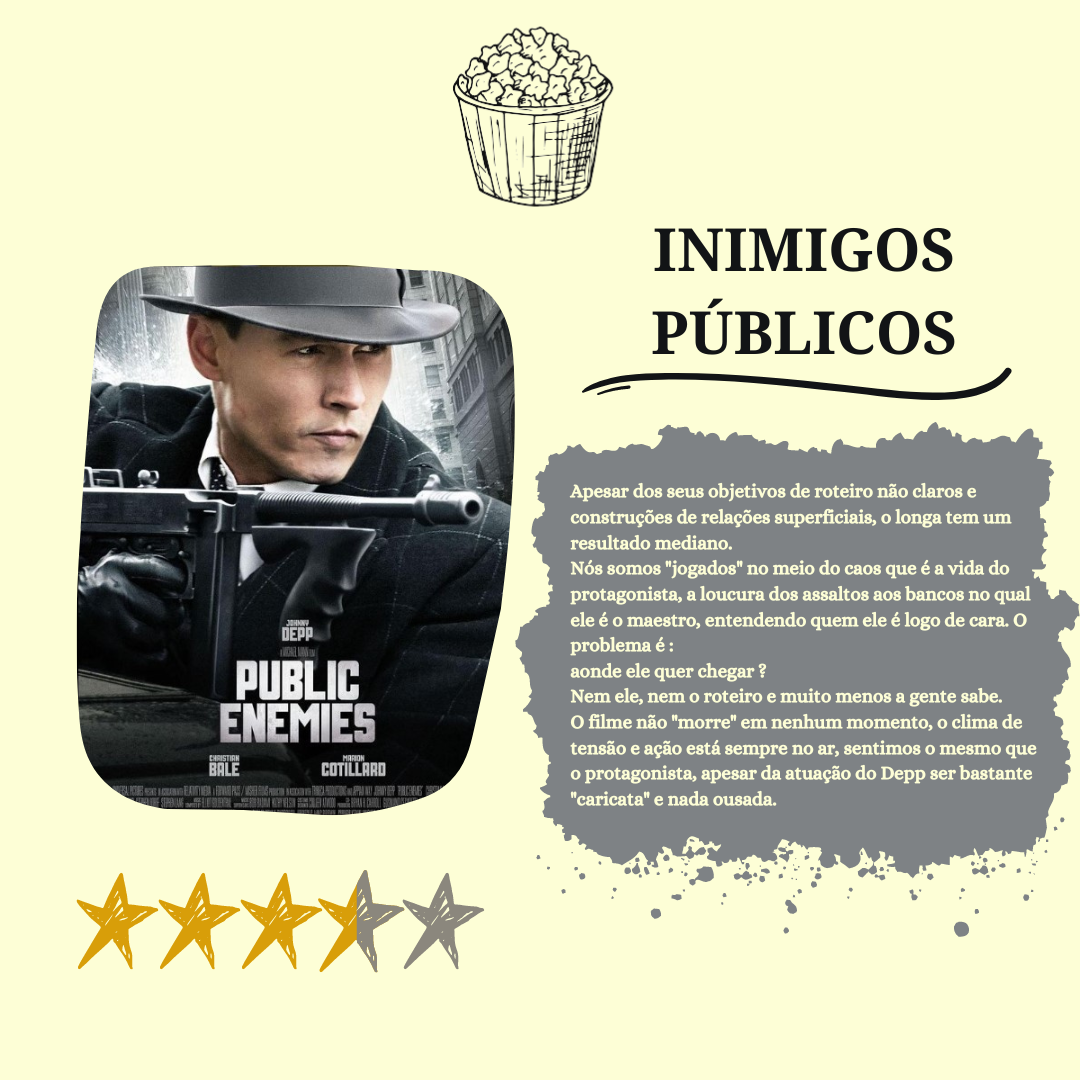 INIMIGOS
PÚBLICOS
Apesar dos seus objetivos de roteiro não claros e
construções de relações superficiais, o longa tem um
resultado mediano.
Nós somos "jogados" no meio do caos que é a vida do
protagonista, a loucura dos assaltos aos bancos no qual
ele é o maestro, entendendo quem ele é logo de cara. O
problema é :
aonde ele quer chegar ?
Nem ele, nem o roteiro e muito menos a gente sabe.
O filme não "morre" em nenhum momento, o clima de
tensão e ação está sempre no ar, sentimos o mesmo que
o protagonista, apesar da atuação do Depp ser bastante
"caricata" e nada ousada.
JOHNNY
DEPP
PUBLIC
ENEMIES
CHRISTIAN
BALE
MARION
COTILLARD